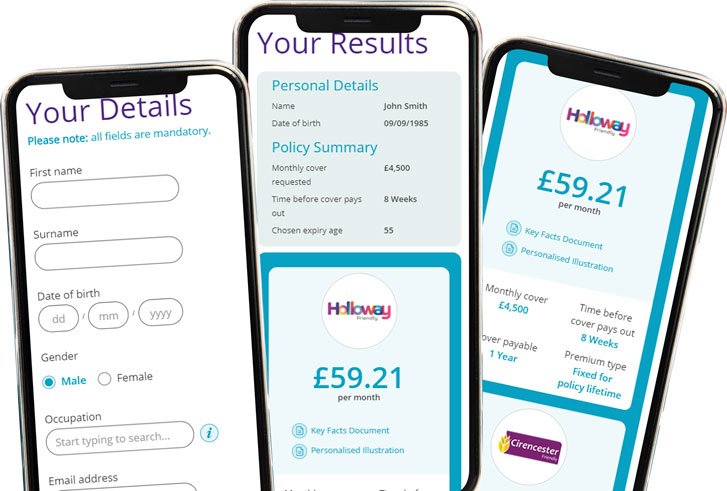 Your Details
Please note: all fields are mandatory.
First name
Surname
Date of birth
dd / mm / yyyy
Gender
Male Female
Occupation
Start typing to search... i
Email address
Your Results
Personal Details
Name John Smith
Date of birth 09/09/1985
Policy Summary
Monthly cover £4,500
requested
Time before cover pays 8 Weeks
out
Chosen expiry age 55
Holloway
Friendly
£59.21
per month
Key Facts Document
Personalised Illustration
Holloway
Friendly
£59.21
per month
Key Facts Document
Personalised Illustration
Monthly cover
£4,500
Time before
cover pays out
8 Weeks
over payable
1 Year
Premium type
Fixed for
policy lifetime
Cirencester
Friendly